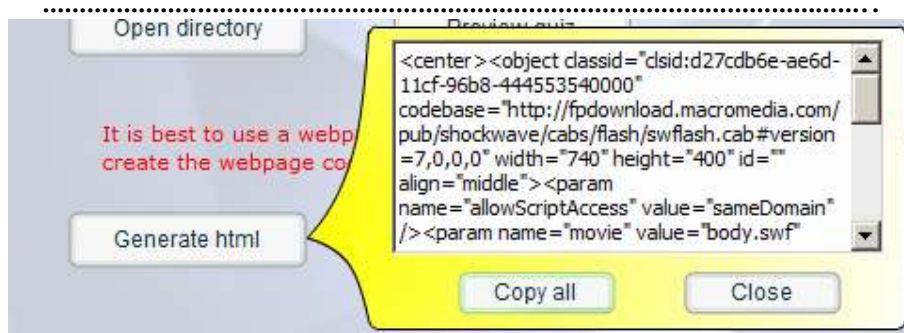 Open directory
Preview quiz
<center><object classid="clsid:d27cdb6e-ae6d-
11cf-96b8-444553540000"
codebase="http://fpdownload.macromedia.com/
pub/shockwave/cabs/flash/swflash.cab#version
=7,0,0,0" width="740" height="400" id=""
align="middle"><param
name="allowScriptAccess" value="sameDomain"
/><param name="movie" value="body.swf"
It is best to use a
create the webpage
Generate html
Copy all
Close